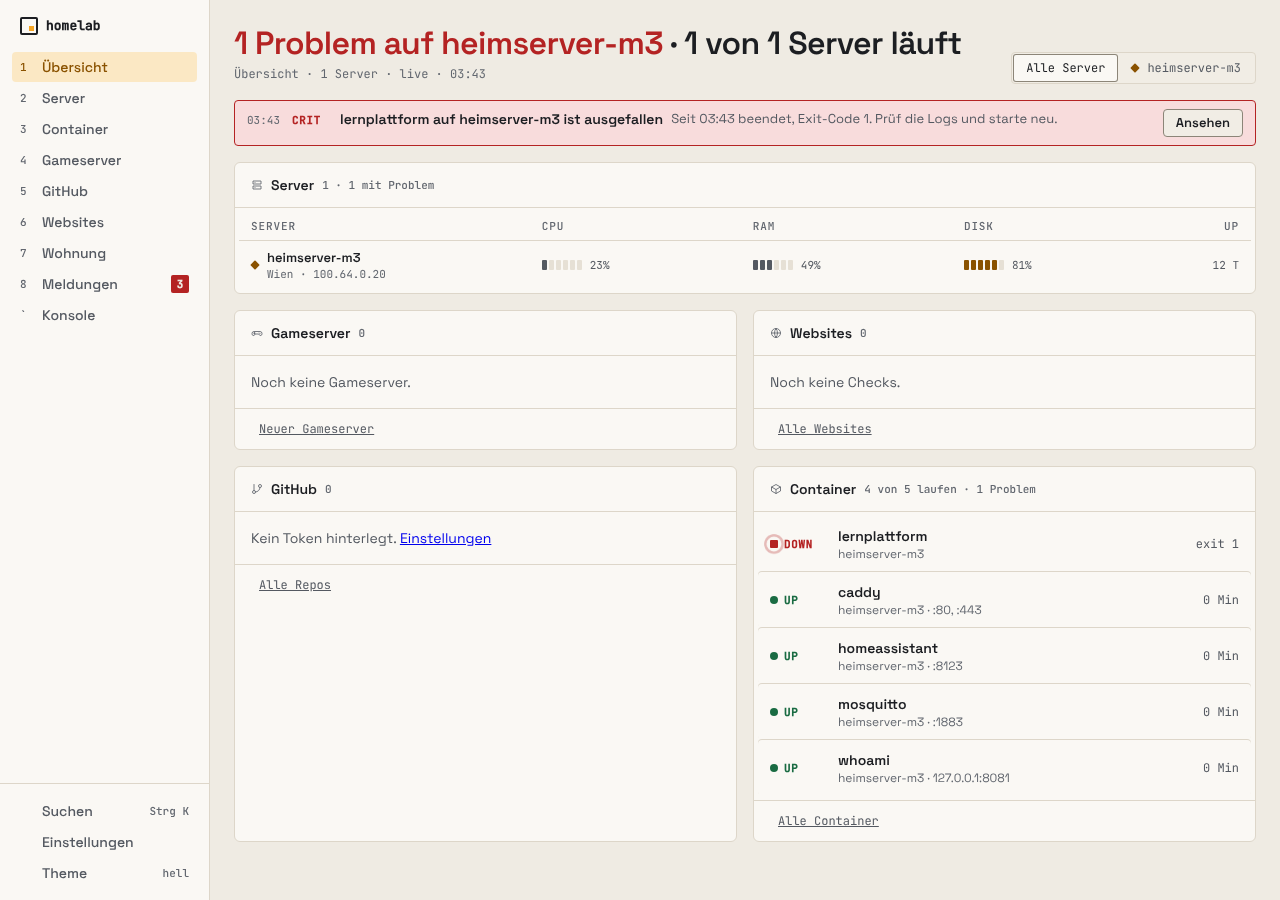 homelab
1 Übersicht
2 Server
3 Container
4 Gameserver
5 GitHub
6 Websites
7 Wohnung
8 Meldungen 3
` Konsole
Suchen Strg K
Einstellungen
Theme hell
1 Problem auf heimserver-m3 · 1 von 1 Server läuft
Übersicht · 1 Server · live · 03:43
Alle Server heimserver-m3
03:43 CRIT lernplattform auf heimserver-m3 ist ausgefallen Seit 03:43 beendet, Exit-Code 1. Prüf die Logs und starte neu. Ansehen
Server 1 · 1 mit Problem
SERVER CPU RAM DISK UP
heimserver-m3
Wien · 100.64.0.20
23% 49% 81% 12 T
Gameserver 0
Noch keine Gameserver.
Neuer Gameserver
Websites 0
Noch keine Checks.
Alle Websites
GitHub 0
Kein Token hinterlegt. Einstellungen
Alle Repos
Container 4 von 5 laufen · 1 Problem
DOWN lernplattform exit 1
heimserver-m3
UP caddy 0 Min
heimserver-m3 · :80, :443
UP homeassistant 0 Min
heimserver-m3 · :8123
UP mosquitto 0 Min
heimserver-m3 · :1883
UP whoami 0 Min
heimserver-m3 · 127.0.0.1:8081
Alle Container